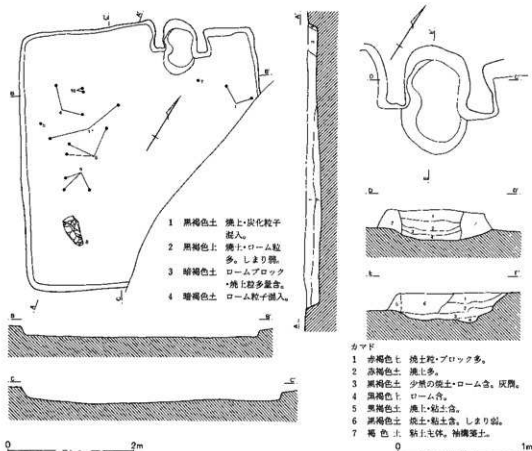 1 黒褐色土 焼土・炭化粒子
混入。
2 黒褐色土 焼土・ローム粒
多。しまり弱。
3 暗褐色土 ロームブロック
・焼土粒多量含。
4 暗褐色土 ローム粒子混入。
0 2m
カマド
1 赤褐色土 焼土粒・ブロック多。
2 赤褐色土 焼土多。
3 黒褐色土 少量の焼土・ローム含。灰質。
4 黒褐色土 ローム含。
5 黒褐色土 焼土・粘土含。
6 黒褐色土 焼土・粘土含。しまり弱。
7 褐色土 粘土主体。袖構築土。
0 1m